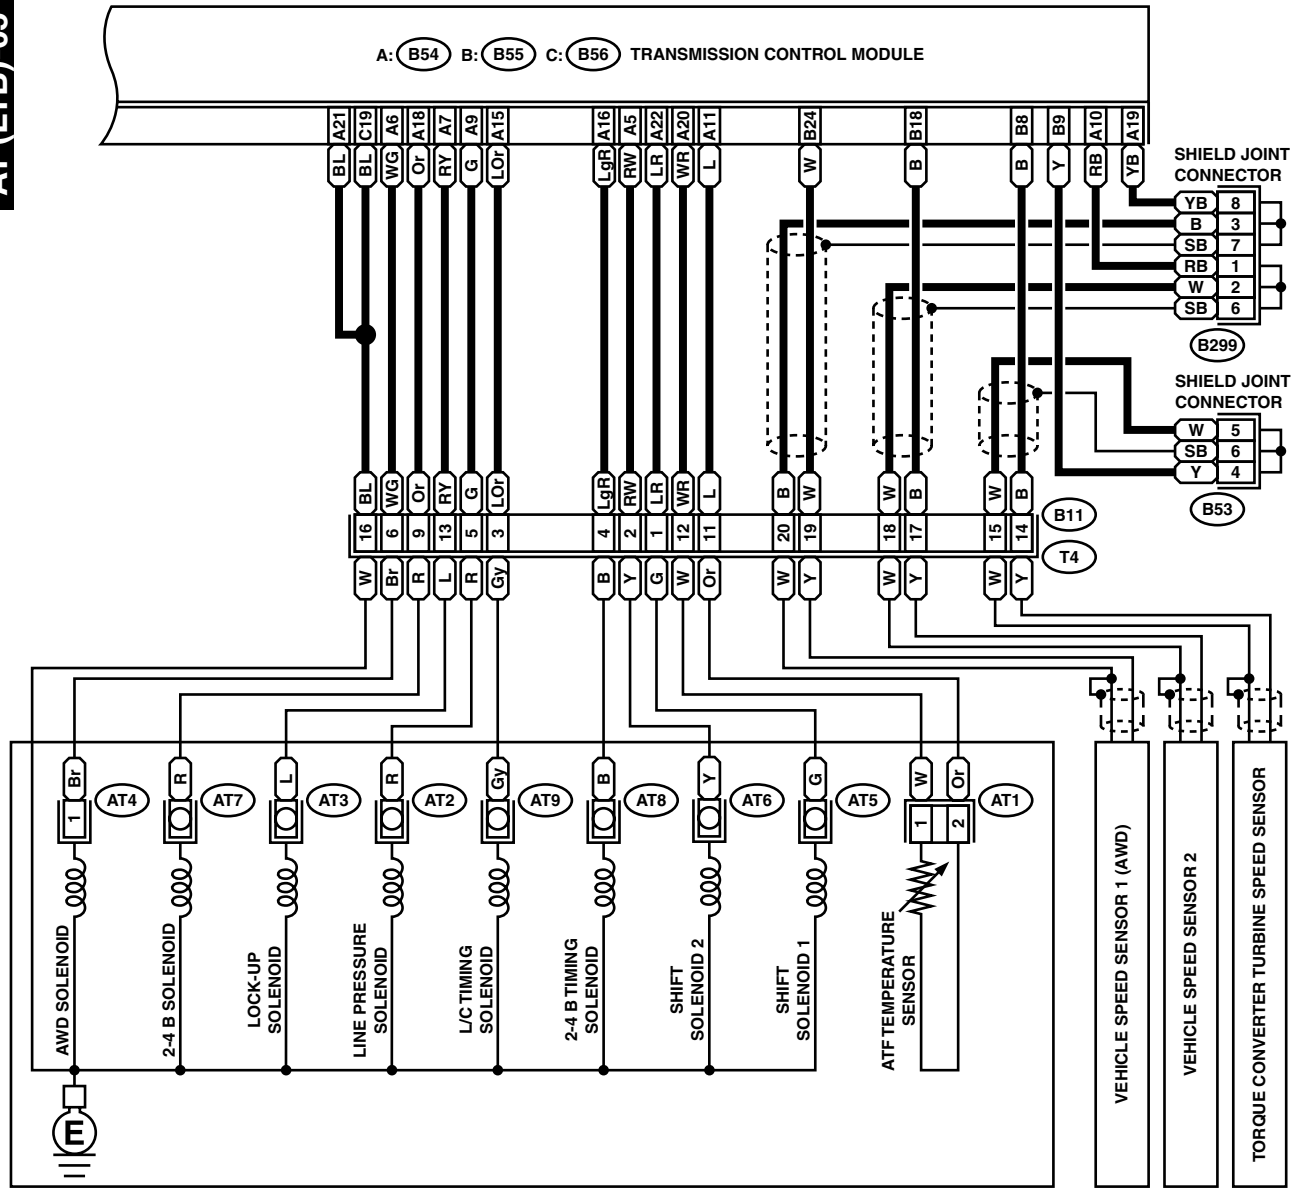 A: B54 B: B55 C: B56 TRANSMISSION CONTROL MODULE
A21 C19 A6 A18 A7 A9 A15 A16 A5 A22 A20 A11 B24 B18 B8 B9 A10 A19
BL BL WG Or RY G LOr LgR RW LR WR L W B B Y RB YB
SHIELD JOINT
CONNECTOR
YB 8
B 3
SB 7
RB 1
W 2
SB 6
B299
SHIELD JOINT
CONNECTOR
W 5
SB 6
Y 4
B53
BL WG Or RY G LOr LgR RW LR WR L B W W B W B
16 6 9 13 5 3 4 2 1 12 11 20 19 18 17 15 14
B11
T4
W Br R L R Gy B Y G W Or W Y W Y W Y
Br R L R Gy B Y G W Or
1 AT4 AT7 AT3 AT2 AT9 AT8 AT6 AT5 1 2 AT1
AWD SOLENOID
2-4 B SOLENOID
LOCK-UP
SOLENOID
LINE PRESSURE
SOLENOID
L/C TIMING
SOLENOID
2-4 B TIMING
SOLENOID
SHIFT
SOLENOID 2
SHIFT
SOLENOID 1
ATF TEMPERATURE
SENSOR
VEHICLE SPEED SENSOR 1 (AWD)
VEHICLE SPEED SENSOR 2
TORQUE CONVERTER TURBINE SPEED SENSOR
E